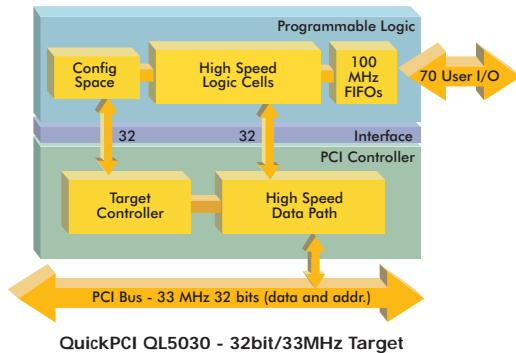 Programmable Logic
Config
Space
High Speed
Logic Cells
100
MHz
FIFOs
70 User I/O
32
32
Interface
PCI Controller
Target
Controller
High Speed
Data Path
PCI Bus - 33 MHz 32 bits (data and addr.)
QuickPCI QL5030 - 32bit/33MHz Target